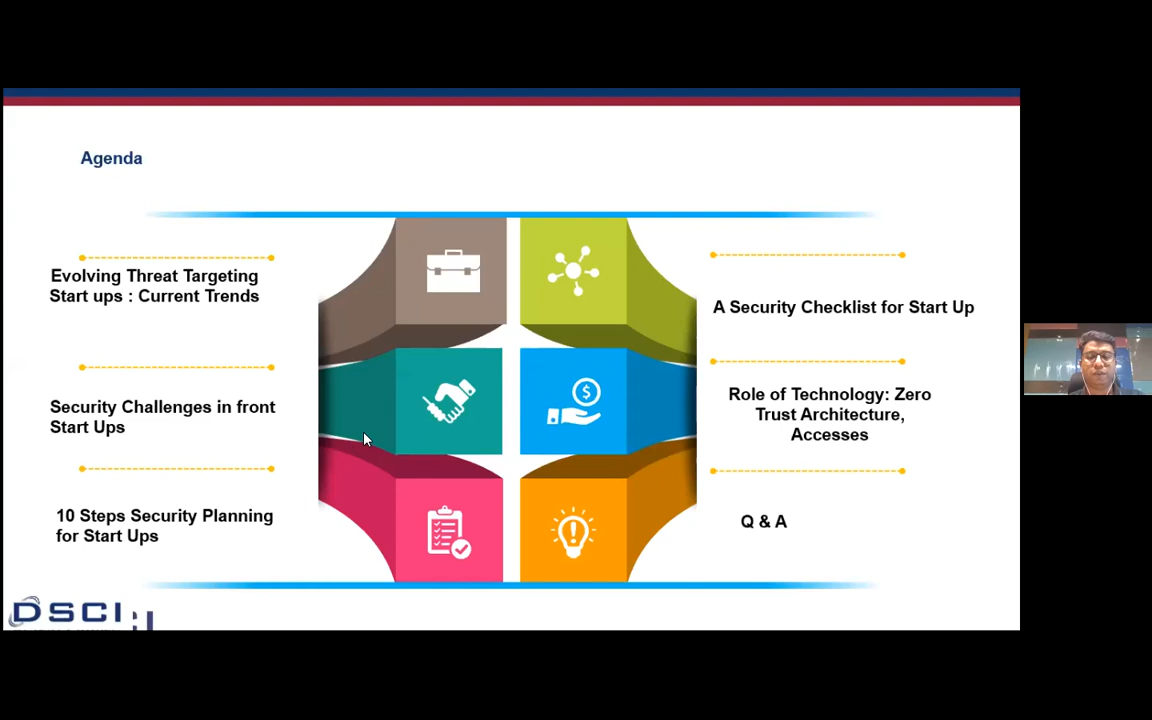 Agenda
Evolving Threat Targeting
Start ups : Current Trends
Security Challenges in front
Start Ups
10 Steps Security Planning
for Start Ups
A Security Checklist for Start Up
Role of Technology: Zero
Trust Architecture,
Accesses
Q & A
DSCI